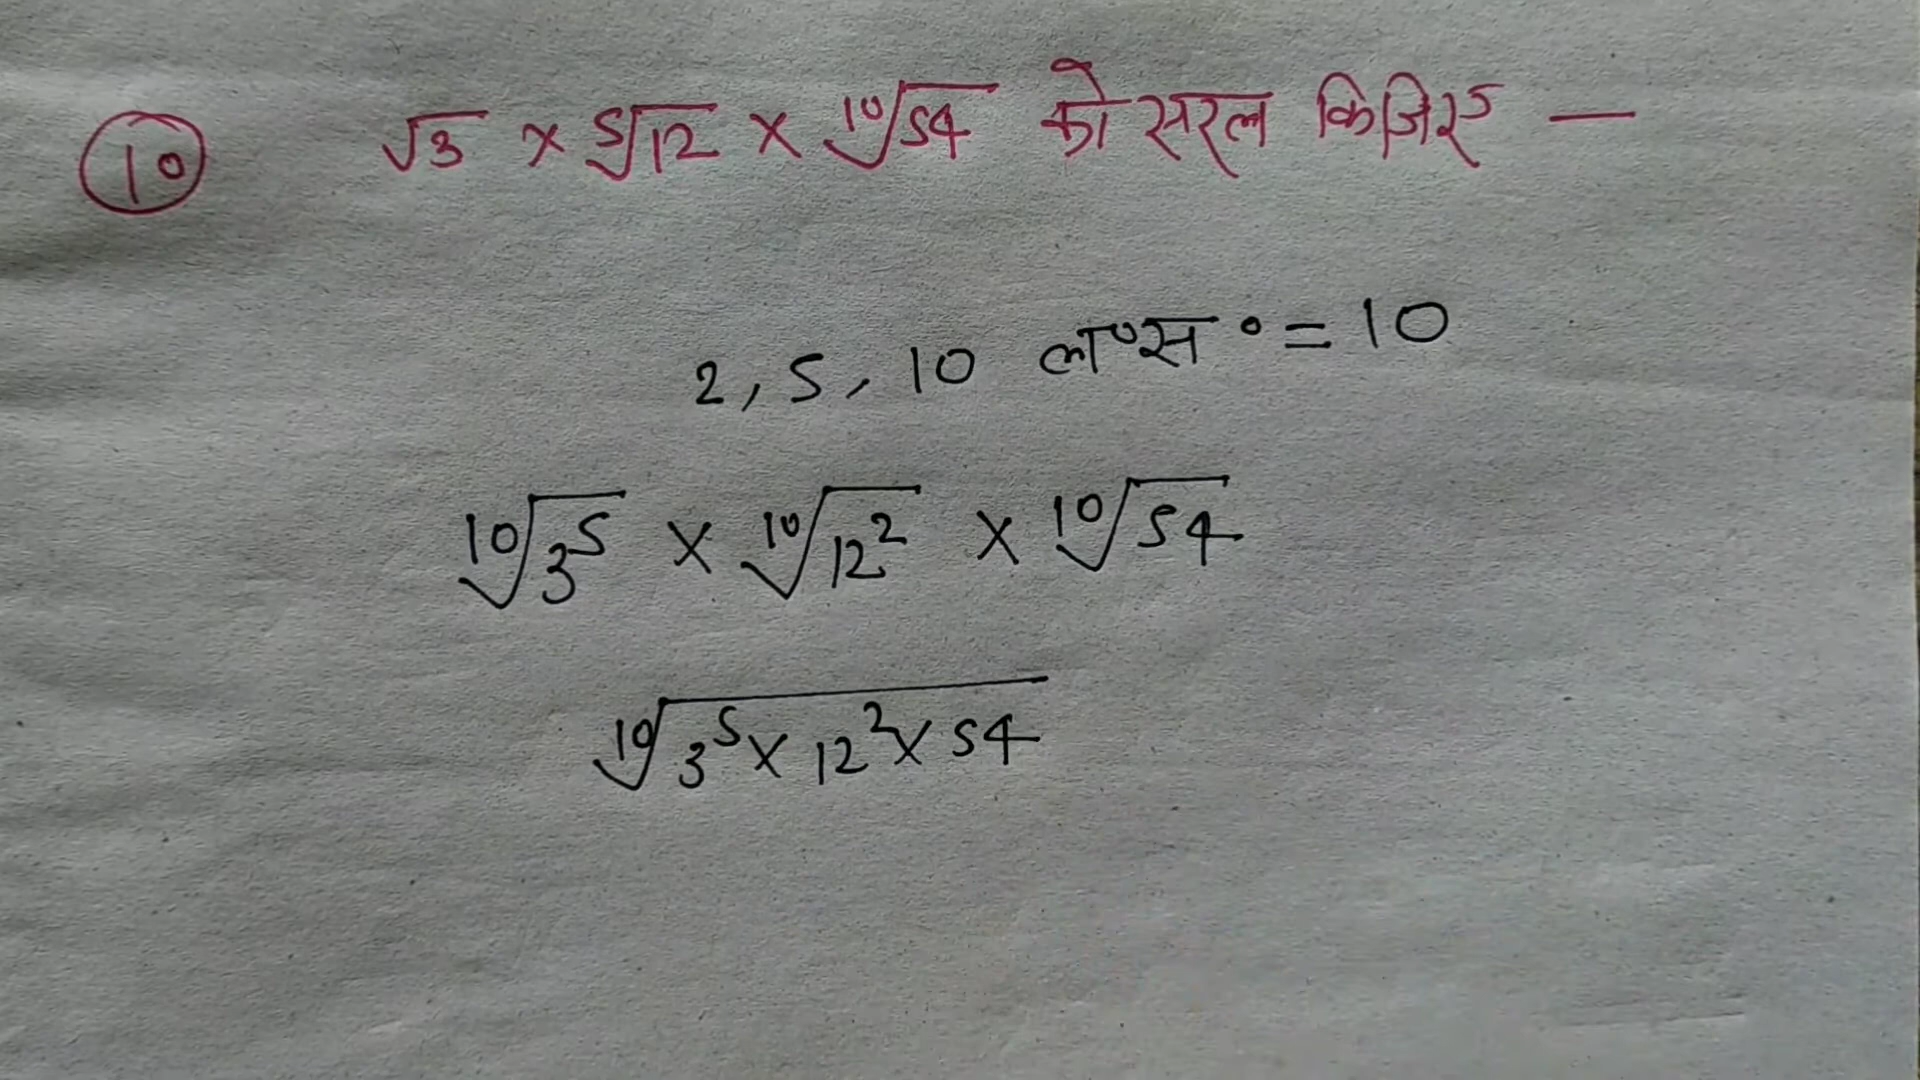 10 √3 × ⁵√12 × ¹⁰√54 को सरल किजिए —
2, 5, 10 ल०स० = 10
¹⁰√3⁵ × ¹⁰√12² × ¹⁰√54
¹⁰√3⁵ × 12² × 54